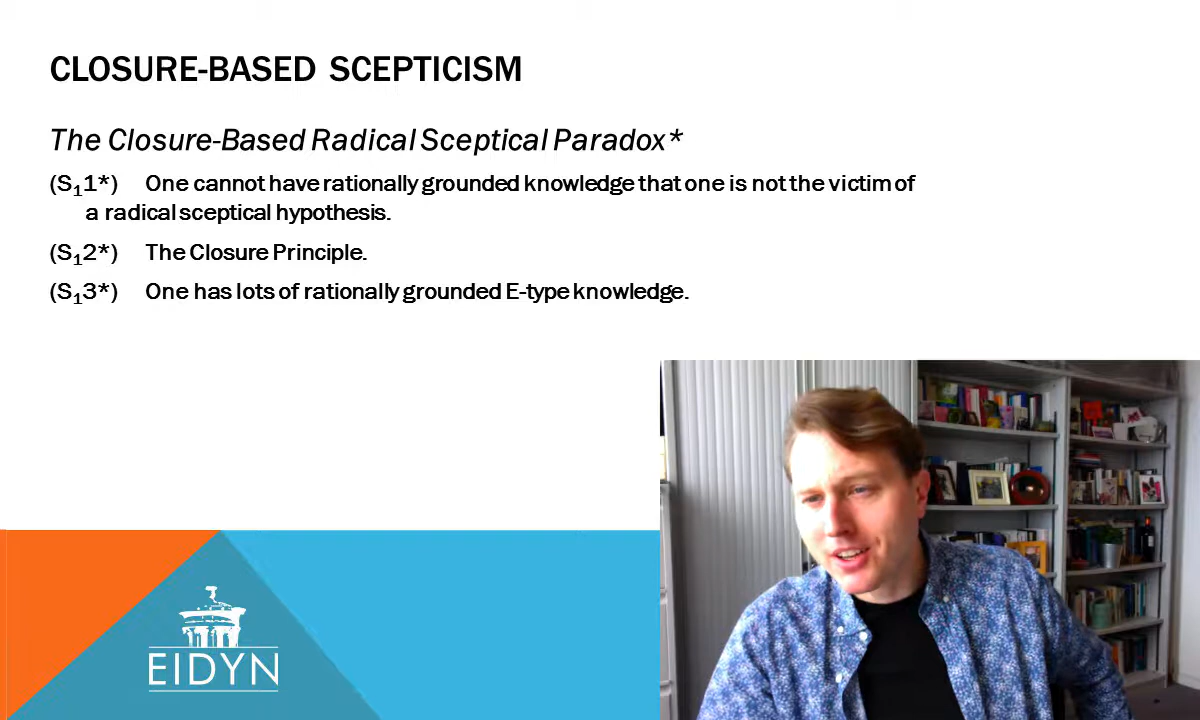 CLOSURE-BASED SCEPTICISM
The Closure-Based Radical Sceptical Paradox*
(S₁1*) One cannot have rationally grounded knowledge that one is not the victim of
a radical sceptical hypothesis.
(S₁2*) The Closure Principle.
(S₁3*) One has lots of rationally grounded E-type knowledge.
EIDYN